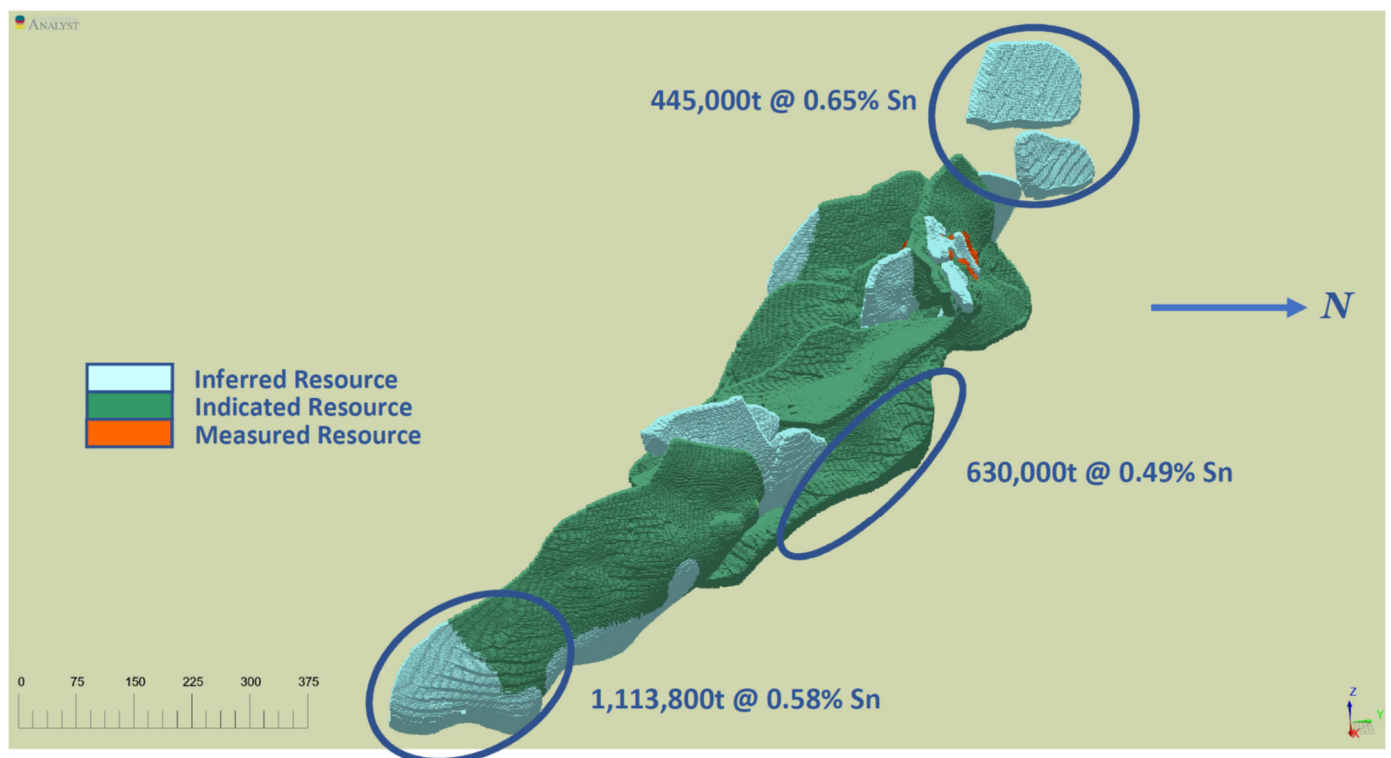 ANALYST
445,000t @ 0.65% Sn
N
Inferred Resource
Indicated Resource
Measured Resource
630,000t @ 0.49% Sn
0 75 150 225 300 375
1,113,800t @ 0.58% Sn
Z
Y
X